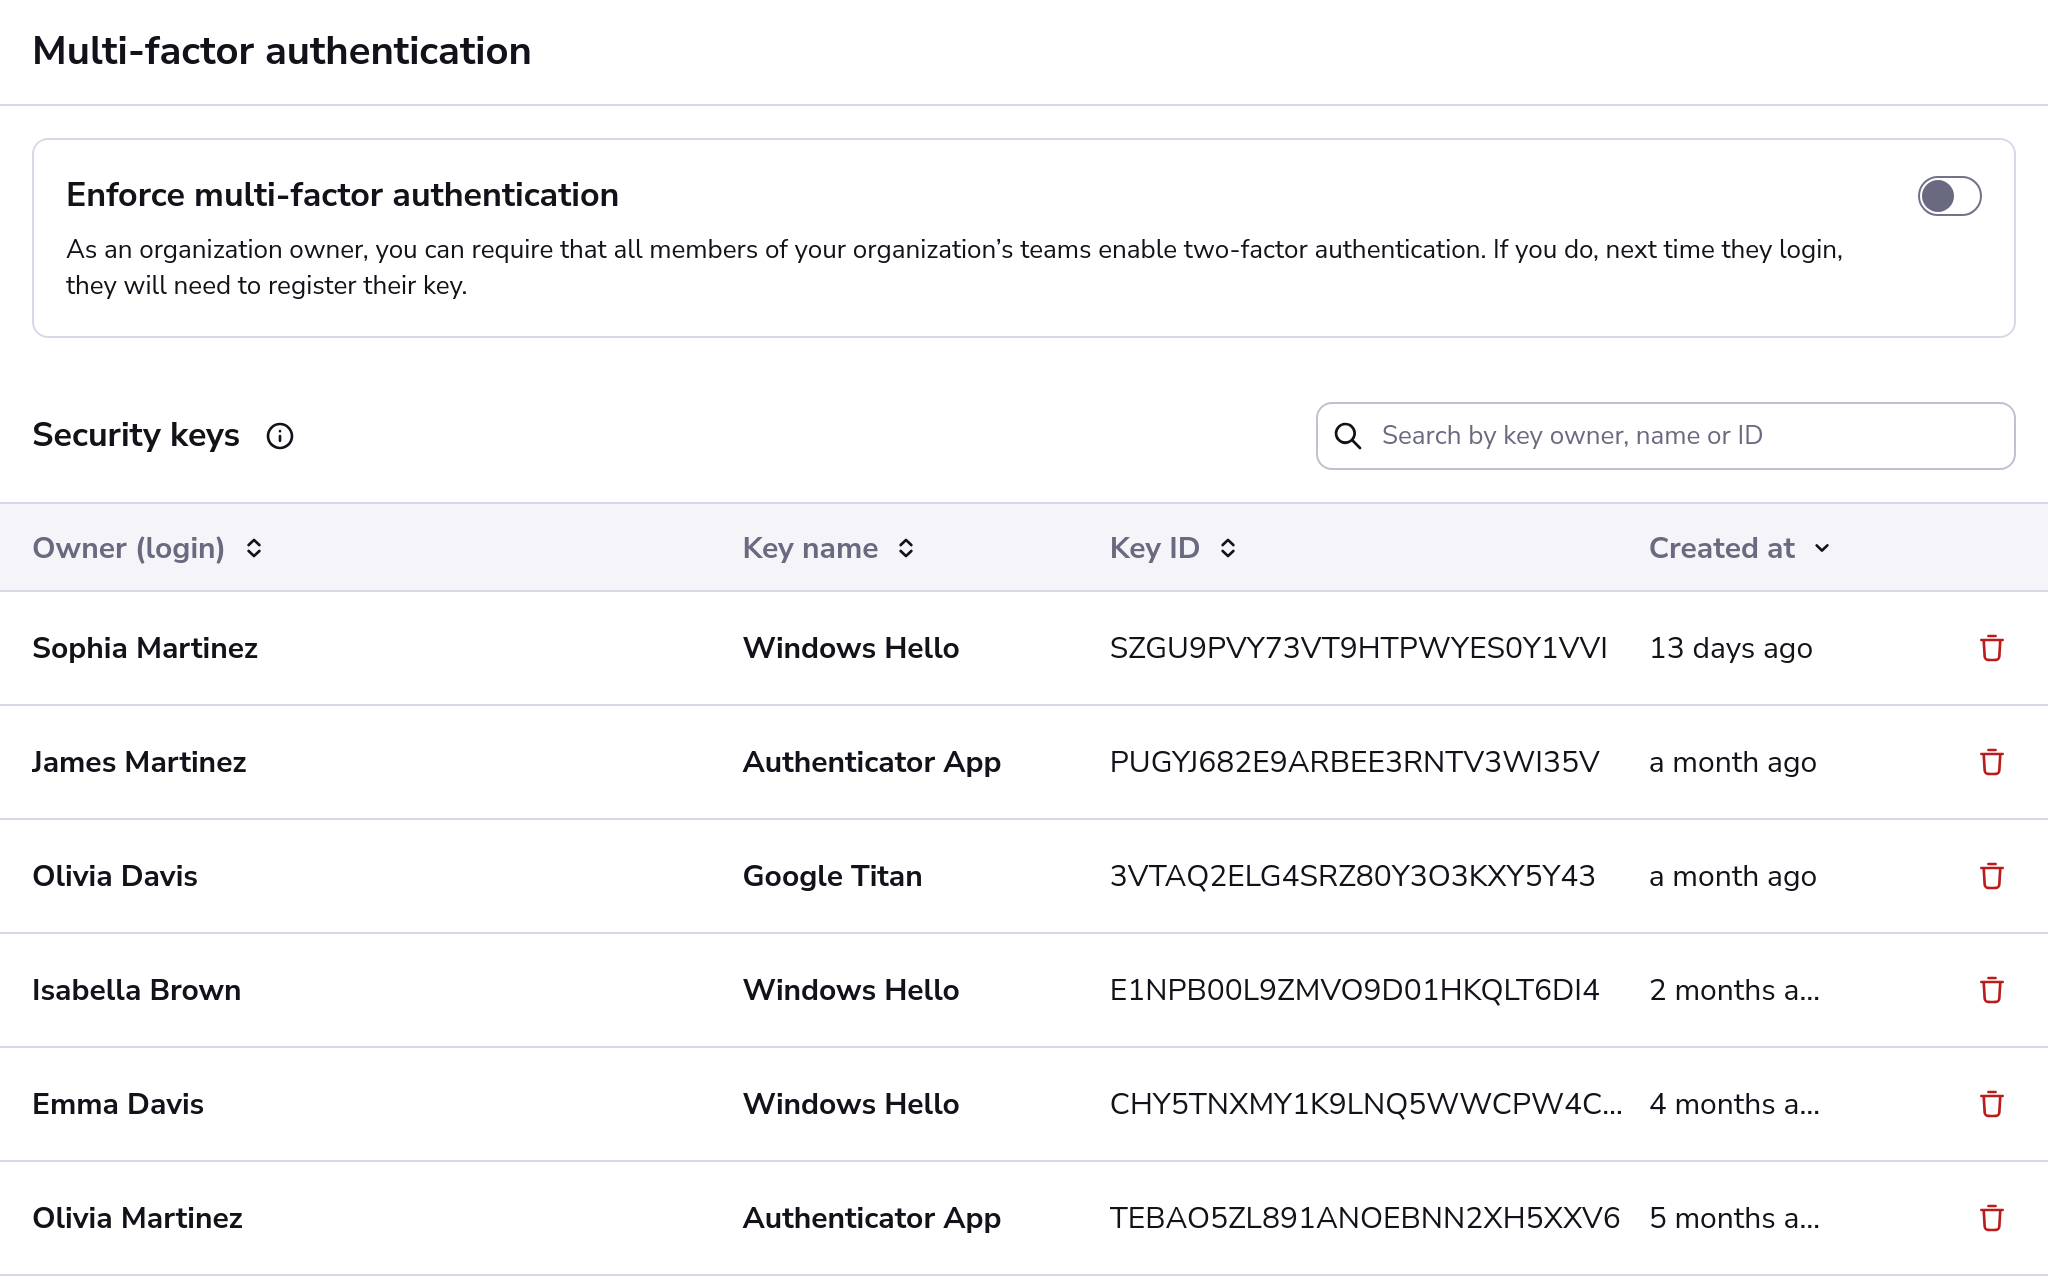 Multi-factor authentication
Enforce multi-factor authentication
As an organization owner, you can require that all members of your organization’s teams enable two-factor authentication. If you do, next time they login,
they will need to register their key.
Security keys
Search by key owner, name or ID
Owner (login) Key name Key ID Created at
Sophia Martinez Windows Hello SZGU9PVY73VT9HTPWYES0Y1VVI 13 days ago
James Martinez Authenticator App PUGYJ682E9ARBEE3RNTV3WI35V a month ago
Olivia Davis Google Titan 3VTAQ2ELG4SRZ80Y3O3KXY5Y43 a month ago
Isabella Brown Windows Hello E1NPB00L9ZMVO9D01HKQLT6DI4 2 months a...
Emma Davis Windows Hello CHY5TNXMY1K9LNQ5WWCPW4C... 4 months a...
Olivia Martinez Authenticator App TEBAO5ZL891ANOEBNN2XH5XXV6 5 months a...